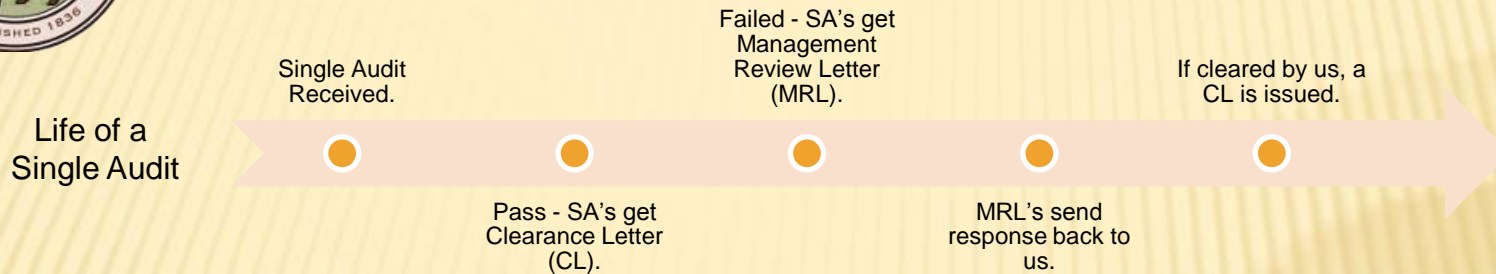 SHED 1836
Life of a
Single Audit
Single Audit
Received.
Pass - SA's get
Clearance Letter
(CL).
Failed - SA's get
Management
Review Letter
(MRL).
MRL's send
response back to
us.
If cleared by us, a
CL is issued.